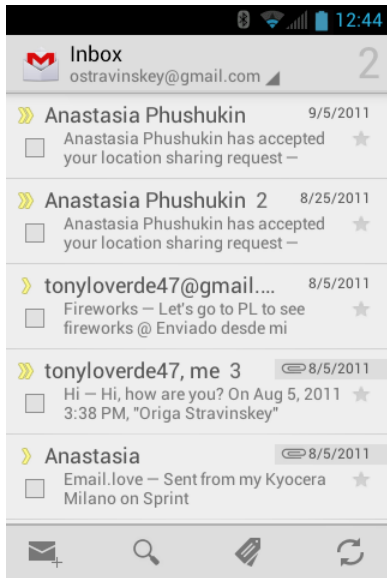 12:44
Inbox
ostravinskey@gmail.com
2
Anastasia Phushukin 9/5/2011
Anastasia Phushukin has accepted
your location sharing request —
Anastasia Phushukin 2 8/25/2011
Anastasia Phushukin has accepted
your location sharing request —
tonyloverde47@gmail.... 8/5/2011
Fireworks — Let's go to PL to see
fireworks @ Enviado desde mi
tonyloverde47, me 3 8/5/2011
Hi — Hi, how are you? On Aug 5, 2011
3:38 PM, "Origa Stravinskey"
Anastasia 8/5/2011
Email.love — Sent from my Kyocera
Milano on Sprint